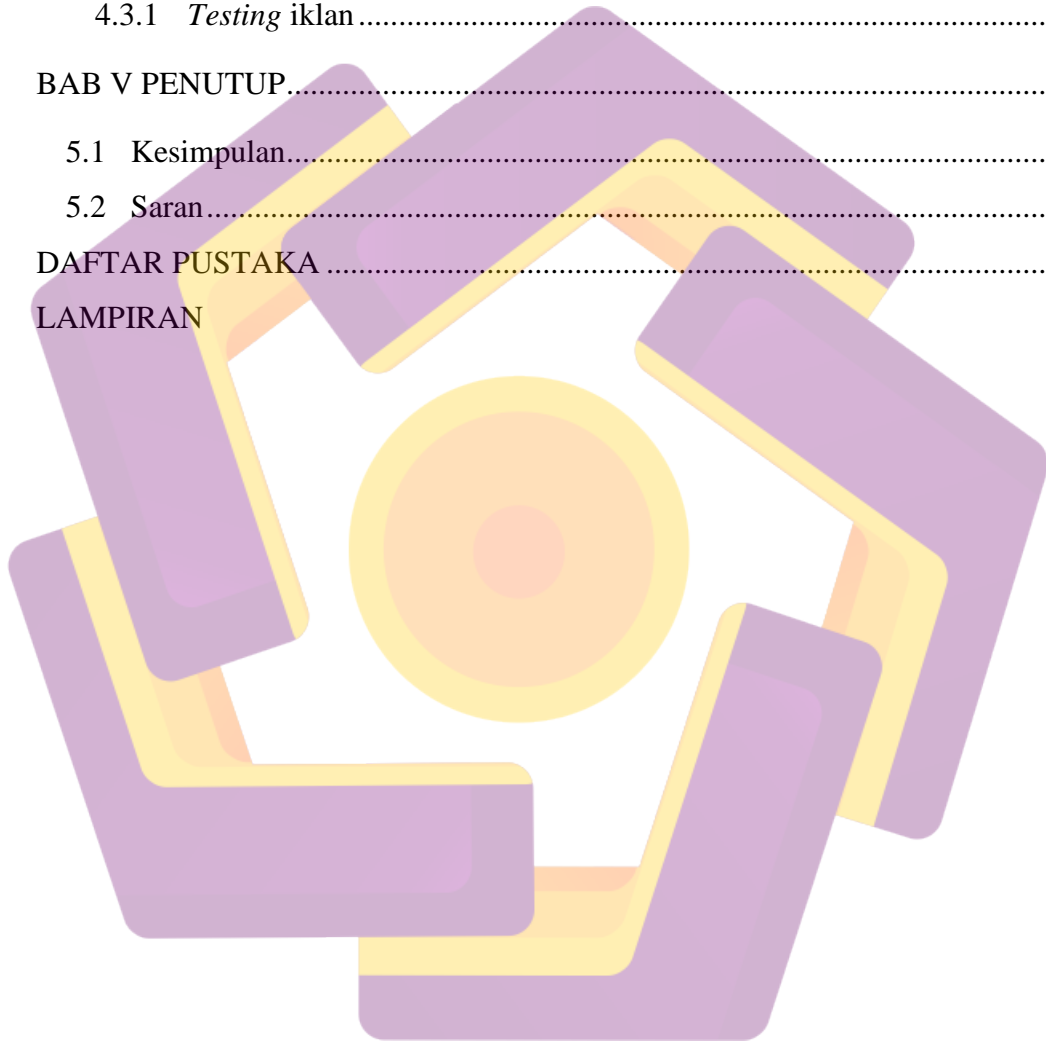 4.3.1 Testing iklan........................................................................................
BAB V PENUTUP................................................................................................
5.1 Kesimpulan................................................................................................
5.2 Saran..........................................................................................................
DAFTAR PUSTAKA ...........................................................................................
LAMPIRAN